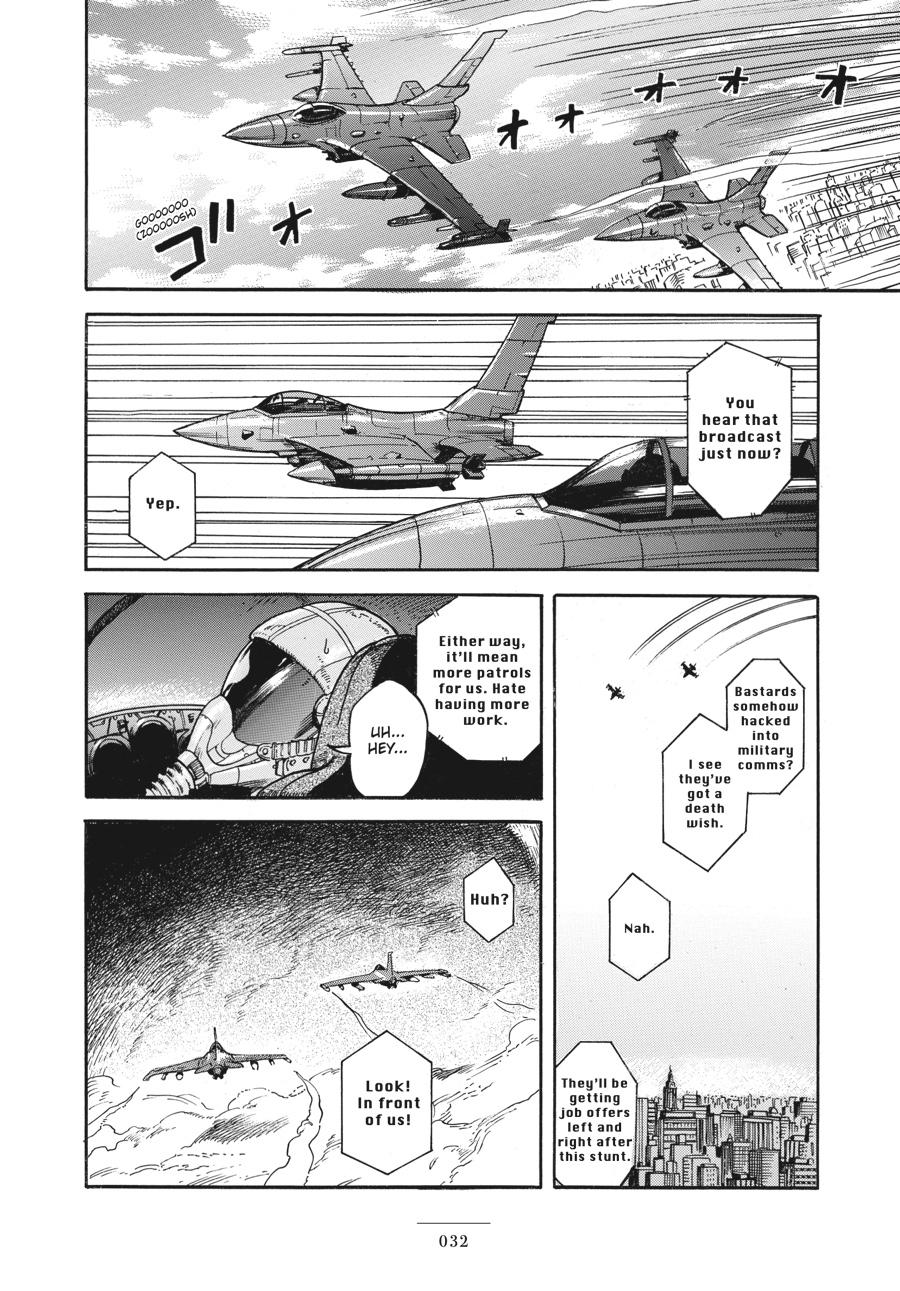 ゴオオオオオオ
GOOOOOOO
(ZOOOOOSH)
You
hear that
broadcast
just now?
Yep.
Bastards
somehow
hacked
into
military
comms?
I see
they've
got a
death
wish.
Nah.
They'll be
getting
job offers
left and
right after
this stunt.
Either way,
it'll mean
more patrols
for us. Hate
having more
work.
UH...
HEY...
Huh?
Look!
In front
of us!
032